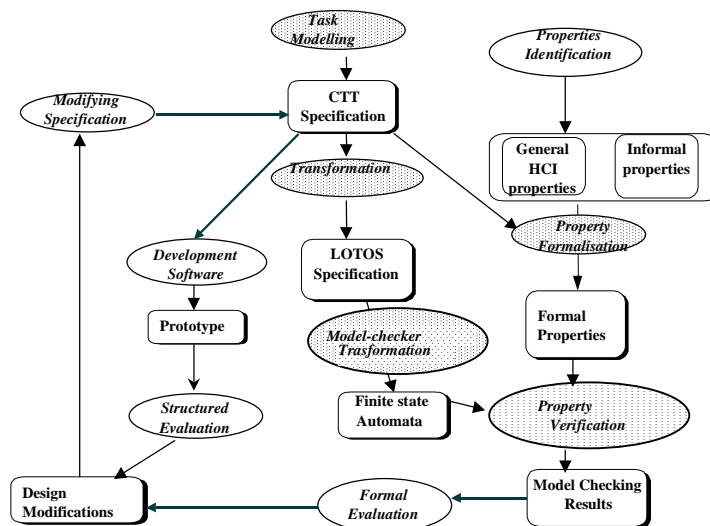 Task
Modelling
Properties
Identification
Modifying
Specification
CTT
Specification
General
HCI
properties
Informal
properties
Transformation
Property
Formalisation
Development
Software
LOTOS
Specification
Prototype
Formal
Properties
Model-checker
Trasformation
Finite state
Automata
Structured
Evaluation
Property
Verification
Design
Modifications
Formal
Evaluation
Model Checking
Results